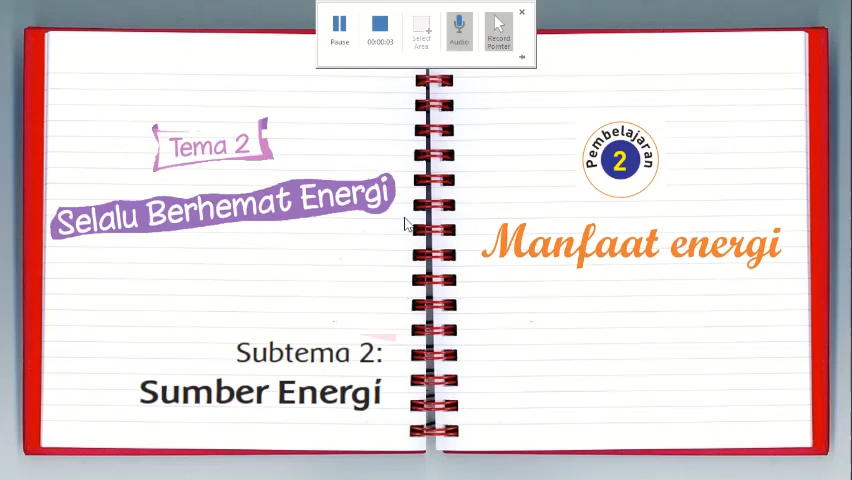 Pause
00:00:03
Select
Area
Audio
Record
Pointer
Tema 2
Selalu Berhemat Energi
Subtema 2:
Sumber Energi
Pembelajaran
2
Manfaat energi